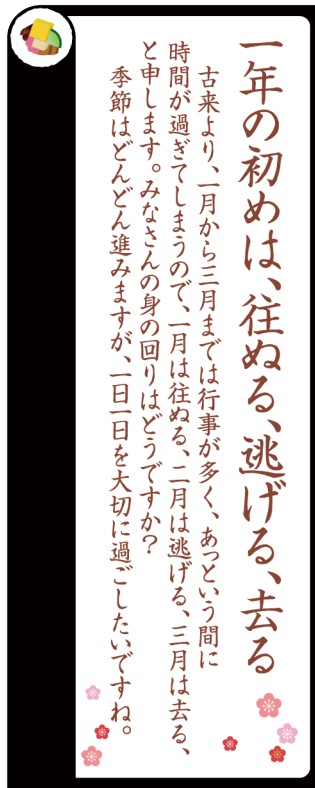 一年の初めは、往ぬる、逃げる、去る
古来より、一月から三月までは行事が多く、あっという間に
時間が過ぎてしまうので、一月は往ぬる、二月は逃げる、三月は去る、
と申します。みなさんの身の回りはどうですか？
季節はどんどん進みますが、一日一日を大切に過ごしたいですね。